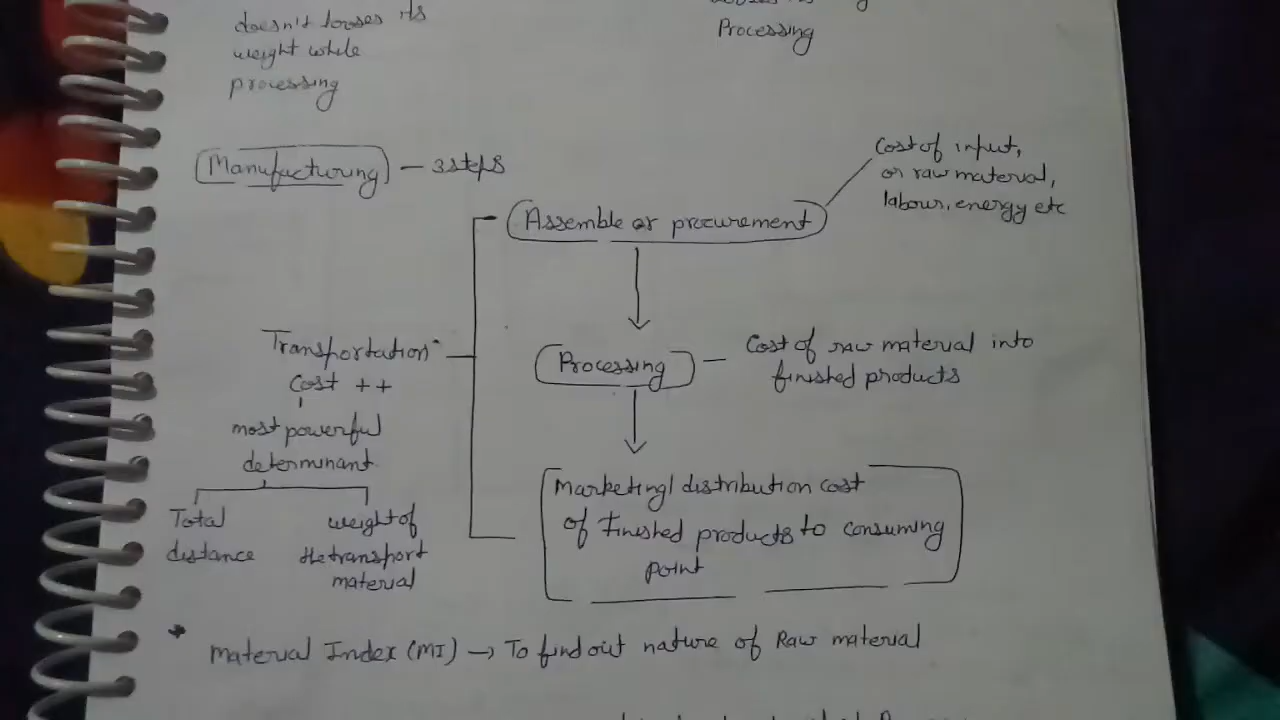 doesn't looses its
weight while
processing
Processing
Manufacturing - 3 steps
Cost of input,
or raw material,
labour, energy etc
Assemble or procurement
Transportation
Cost ++
most powerful
determinant
Total
distance
weight of
the transport
material
Processing - Cost of raw material into
finished products
Marketing/distribution cost
of finished products to consuming
point
* Material Index (MI) → To find out nature of Raw material